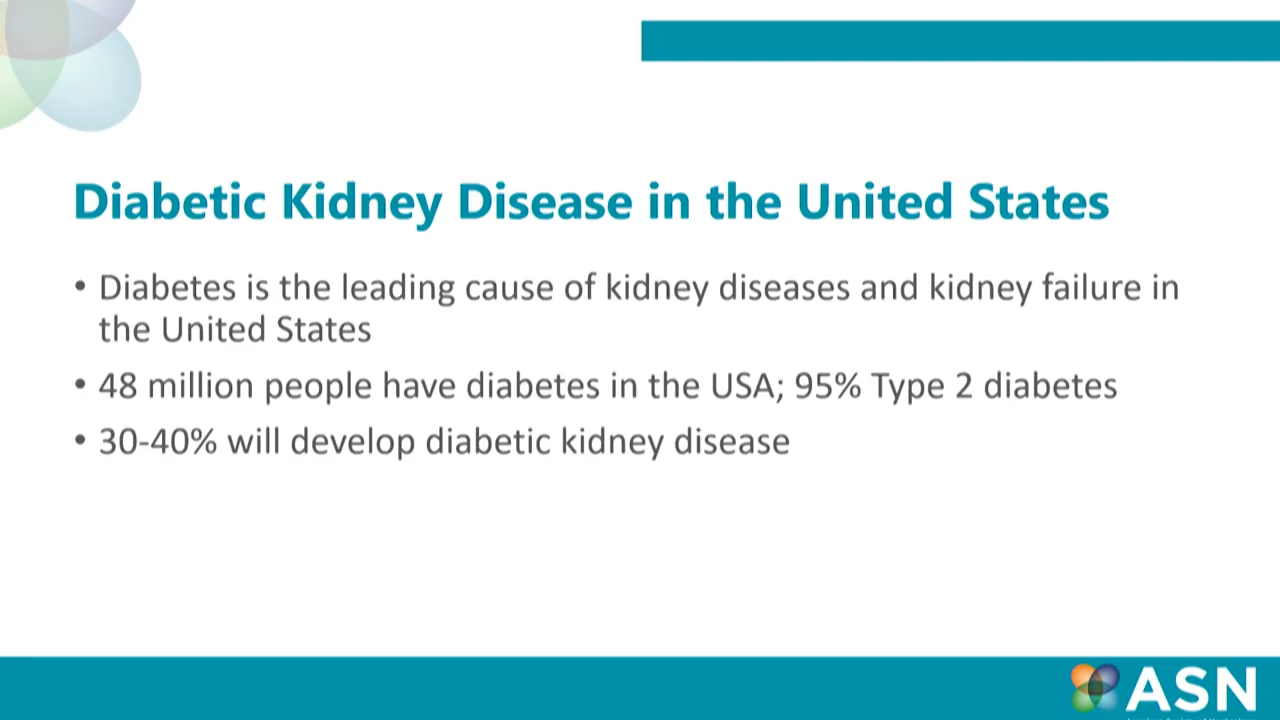 Diabetic Kidney Disease in the United States
• Diabetes is the leading cause of kidney diseases and kidney failure in
the United States
• 48 million people have diabetes in the USA; 95% Type 2 diabetes
• 30-40% will develop diabetic kidney disease
ASN